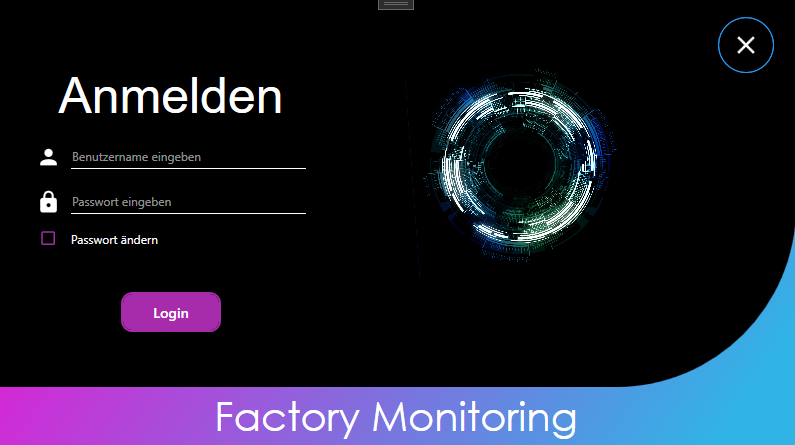 Anmelden
Benutzername eingeben
Passwort eingeben
Passwort ändern
Login
Factory Monitoring